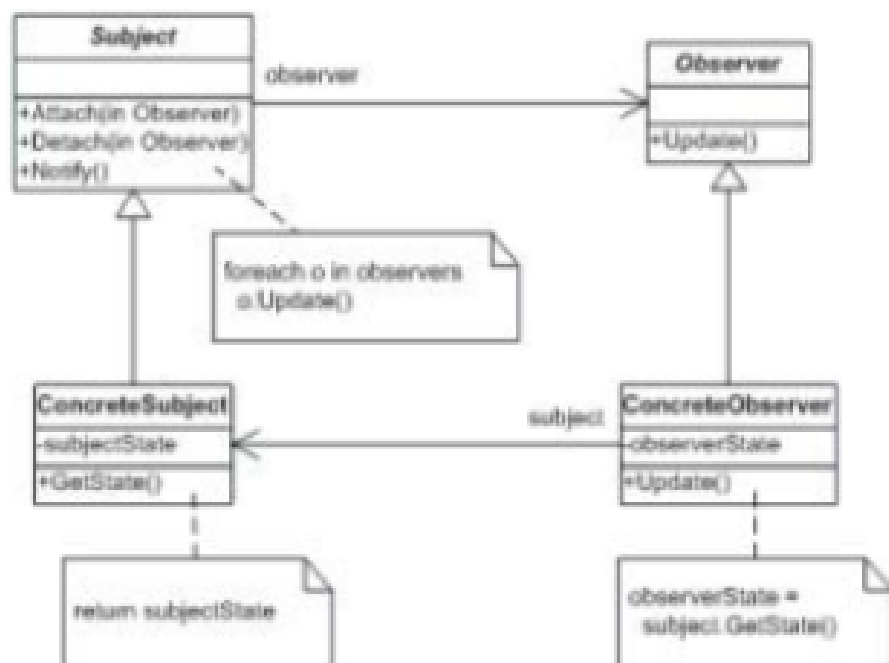 Subject
observer
Observer
+Attach(in Observer)
+Detach(in Observer)
+Notify()
+Update()
foreach o in observers
o.Update()
ConcreteSubject
-subjectState
+GetState()
subject
ConcreteObserver
-observerState
+Update()
return subjectState
observerState =
subject.GetState()